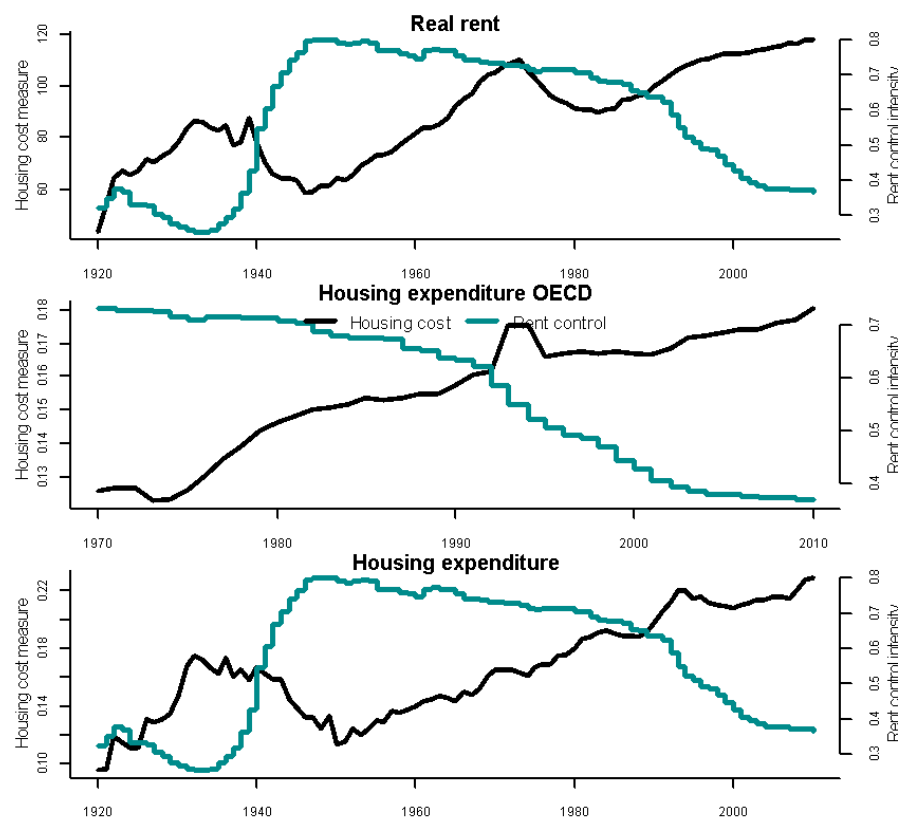 Real rent
Housing cost measure
60 80 100 120
Rent control intensity
0.3 0.4 0.5 0.6 0.7 0.8
1920 1940 1960 1980 2000
Housing expenditure OECD
Housing cost Rent control
Housing cost measure
0.13 0.14 0.15 0.16 0.17 0.18
Rent control intensity
0.4 0.5 0.6 0.7
1970 1980 1990 2000 2010
Housing expenditure
Housing cost measure
0.10 0.14 0.18 0.22
Rent control intensity
0.3 0.4 0.5 0.6 0.7 0.8
1920 1940 1960 1980 2000